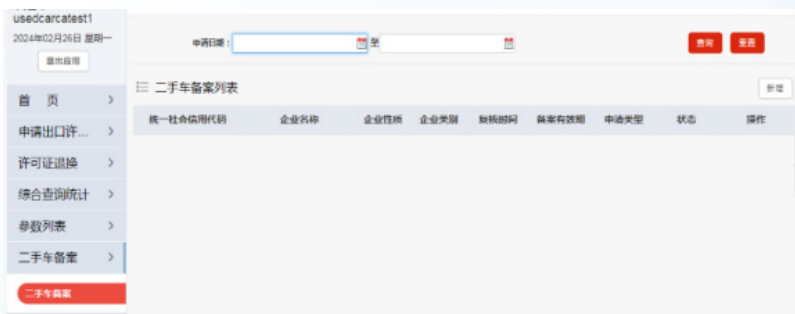 usedcarcatest1
2024年02月26日 星期一
退出应用
首 页
申请出口许...
许可证退换
综合查询统计
参数列表
二手车备案
二手车备案
申请日期： 至
查询 重置
二手车备案列表
新增
统一社会信用代码 企业名称 企业性质 企业类别 复核时间 备案有效期 申请类型 状态 操作